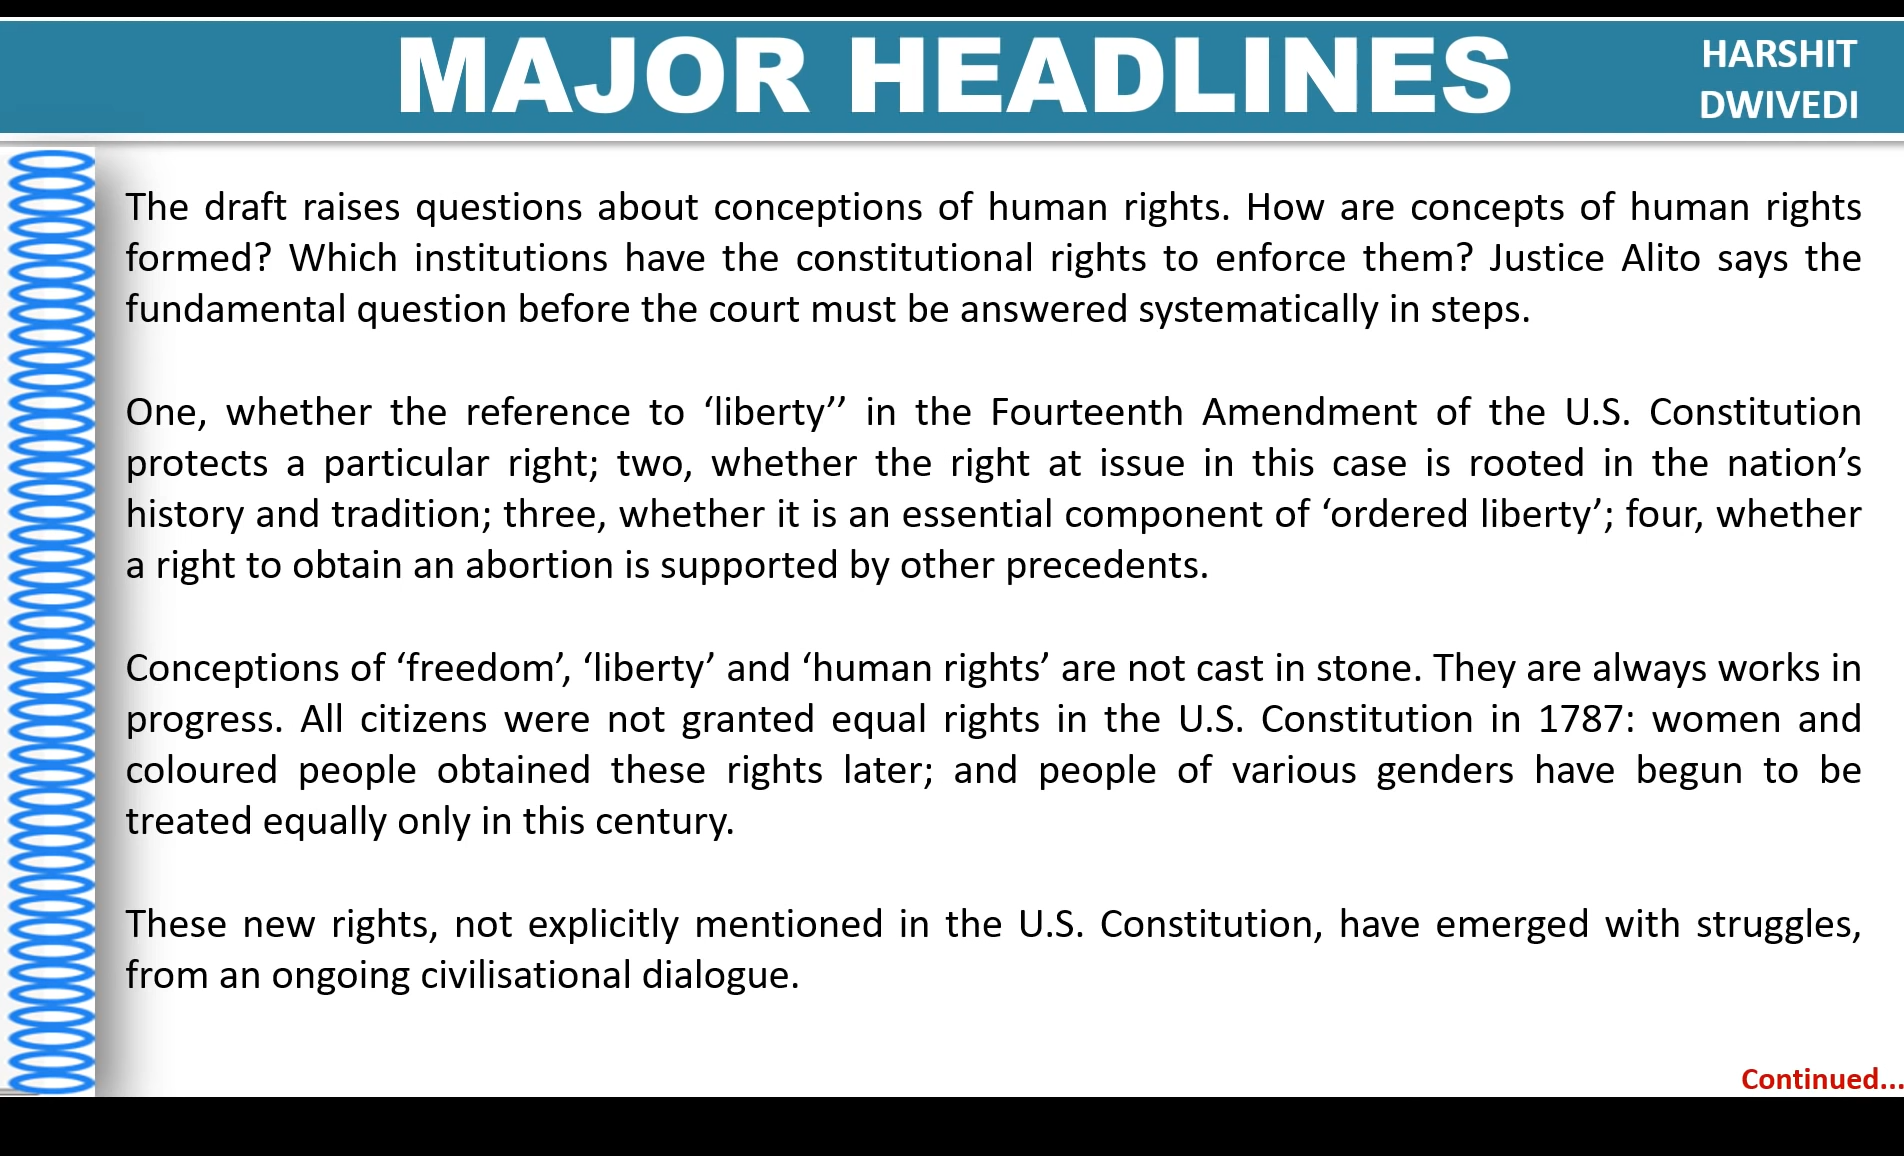 MAJOR HEADLINES
HARSHIT
DWIVEDI
The draft raises questions about conceptions of human rights. How are concepts of human rights
formed? Which institutions have the constitutional rights to enforce them? Justice Alito says the
fundamental question before the court must be answered systematically in steps.
One, whether the reference to ‘liberty’’ in the Fourteenth Amendment of the U.S. Constitution
protects a particular right; two, whether the right at issue in this case is rooted in the nation’s
history and tradition; three, whether it is an essential component of ‘ordered liberty’; four, whether
a right to obtain an abortion is supported by other precedents.
Conceptions of ‘freedom’, ‘liberty’ and ‘human rights’ are not cast in stone. They are always works in
progress. All citizens were not granted equal rights in the U.S. Constitution in 1787: women and
coloured people obtained these rights later; and people of various genders have begun to be
treated equally only in this century.
These new rights, not explicitly mentioned in the U.S. Constitution, have emerged with struggles,
from an ongoing civilisational dialogue.
Continued...